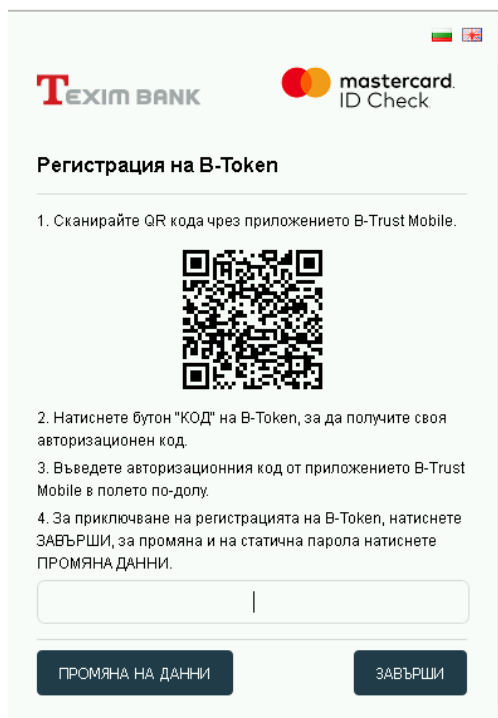 TEXIM BANK
mastercard.
ID Check
Регистрация на B-Token
1. Сканирайте QR кода чрез приложението B-Trust Mobile.
2. Натиснете бутон "КОД" на B-Token, за да получите своя
авторизационен код.
3. Въведете авторизационния код от приложението B-Trust
Mobile в полето по-долу.
4. За приключване на регистрацията на B-Token, натиснете
ЗАВЪРШИ, за промяна и на статична парола натиснете
ПРОМЯНА ДАННИ.
ПРОМЯНА НА ДАННИ
ЗАВЪРШИ